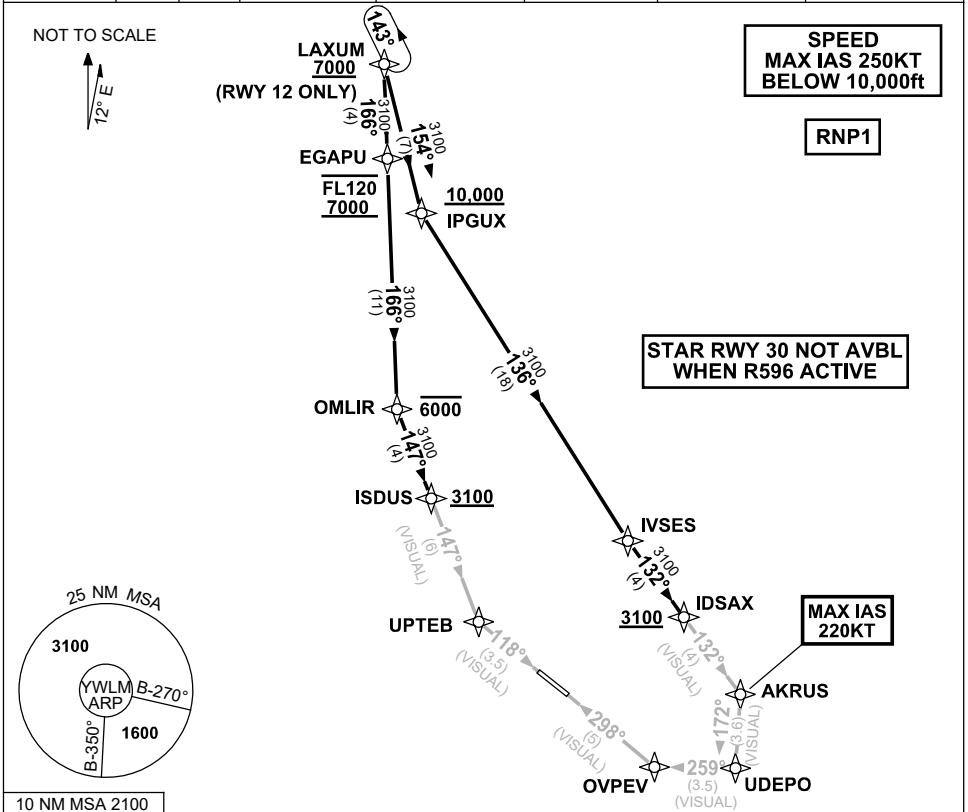 NOT TO SCALE
12° E
143°
LAXUM
7000
(RWY 12 ONLY)
SPEED
MAX IAS 250KT
BELOW 10,000ft
RNP1
3100
166°
(4)
3100
154°
(7)
EGAPU
FL120
7000
10,000
IPGUX
3100
166°
(11)
3100
136°
(18)
STAR RWY 30 NOT AVBL
WHEN R596 ACTIVE
OMLIR
6000
3100
147°
(4)
ISDUS
3100
147°
(6)
(VISUAL)
IVSES
3100
132°
(4)
IDSAX
3100
MAX IAS
220KT
132°
(4)
(VISUAL)
AKRUS
UPTEB
118°
(3.5)
(VISUAL)
172°
(3.6)
(VISUAL)
298°
(5)
(VISUAL)
OVPEV
259°
(3.5)
(VISUAL)
UDEPO
25 NM MSA
3100
YWLM
ARP
B-270°
1600
B-350°
10 NM MSA 2100